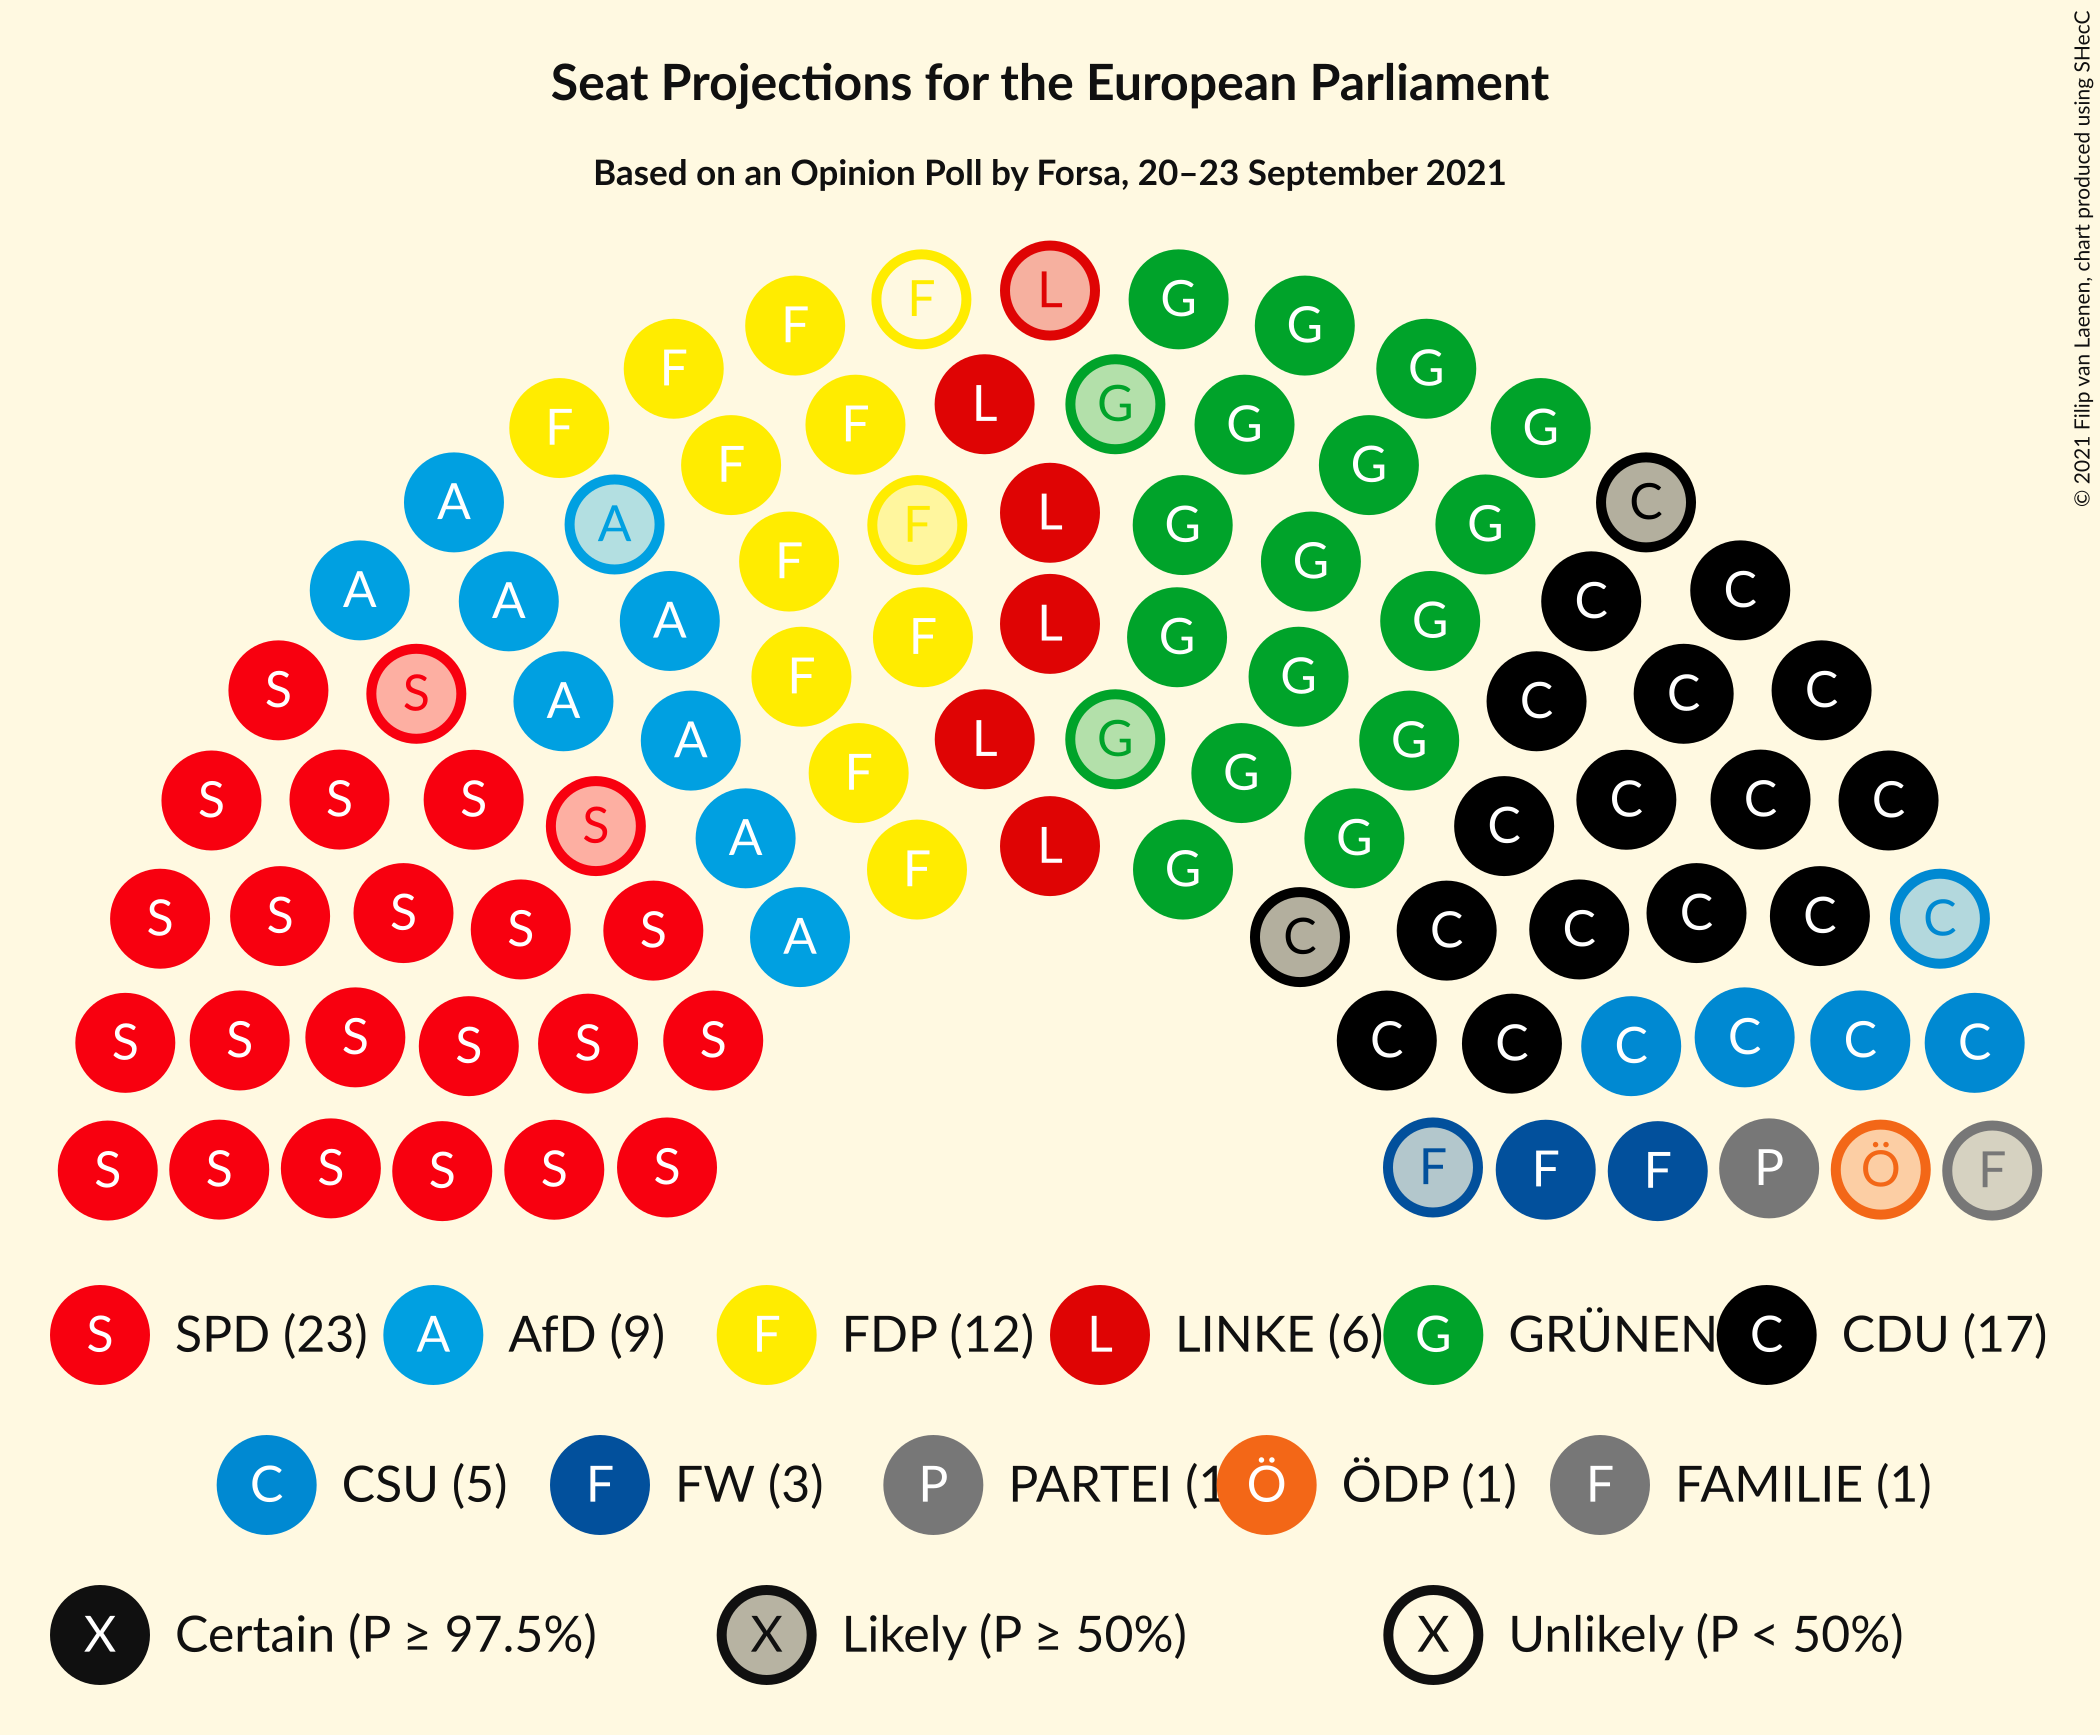 Seat Projections for the European Parliament
Based on an Opinion Poll by Forsa, 20–23 September 2021
© 2021 Filip van Laenen, chart produced using SHecC
L
F G
F G
F G
L G
F G
F G
F G
A C
L
F G
A G
F G
L
F G
A C
A C
A C
F G
L
F G
S C
S C
A C
L G
A G
F G
S C
S C
S C
S C
S C
A G
L
F G
S C
S C
S C
S C
S C
A C
S C
S C
S C
S C
S C
S C
S S S S S S F F F P Ö F
S SPD (23) A AfD (9) F FDP (12) L LINKE (6) G GRÜNEN C CDU (17)
C CSU (5) F FW (3) P PARTEI (1 Ö ÖDP (1) F FAMILIE (1)
X Certain (P ≥ 97.5%) X Likely (P ≥ 50%) X Unlikely (P < 50%)